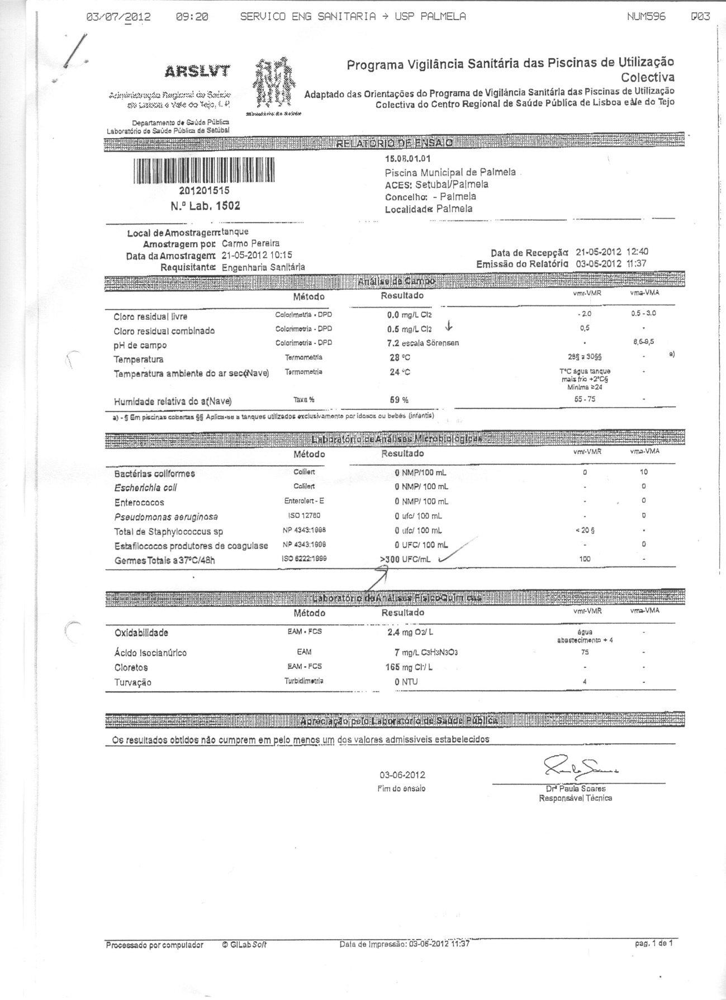 03/07/2012 09:20 SERVICO ENG SANITARIA → USP PALMELA NUM596 003
ARSLVT
Administração Regional de Saúde
de Lisboa e Vale do Tejo, I. P.
Departamento de Saúde Pública
Laboratório de Saúde Pública de Setúbal
Programa Vigilância Sanitária das Piscinas de Utilização
Colectiva
Adaptado das Orientações do Programa de Vigilância Sanitária das Piscinas de Utilização
Colectiva do Centro Regional de Saúde Pública de Lisboa e Vale do Tejo
RELATÓRIO DE ENSAIO
201201515
N.º Lab. 1502
15.08.01.01
Piscina Municipal de Palmela
ACES: Setubal/Palmela
Concelho: - Palmela
Localidade: Palmela
Local de Amostragem: tanque
Amostragem por: Carmo Pereira
Data da Amostragem: 21-05-2012 10:15
Requisitante: Engenharia Sanitária
Data de Recepção: 21-05-2012 12:40
Emissão do Relatório: 03-06-2012 11:37
Análise de Campo
Método Resultado vmr-VMR vma-VMA
Cloro residual livre Colorimetria - DPD 0.0 mg/L Cl2 - 2.0 0.5 - 3.0
Cloro residual combinado Colorimetria - DPD 0.5 mg/L Cl2 0,5 -
pH de campo Colorimetria - DPD 7.2 escala Sörensen - 6,5-9,5
Temperatura Termometria 28 ºC 28§ a 30§§ - a)
Temperatura ambiente do ar seco(Nave) Termometria 24 ºC TºC água tanque -
mais frio +2ºC§
Minima ≥24
Humidade relativa do ar(Nave) Taxa % 59 % 55 - 75 -
a) - § Em piscinas cobertas §§ Aplica-se a tanques utilizados exclusivamente por idosos ou bebés (infantis)
Laboratório de Análises Microbiológicas
Método Resultado vmr-VMR vma-VMA
Bactérias coliformes Colilert 0 NMP/100 mL 0 10
Escherichia coli Colilert 0 NMP/ 100 mL - 0
Enterococos Enterolert - E 0 NMP/ 100 mL - 0
Pseudomonas aeruginosa ISO 12780 0 ufc/ 100 mL - 0
Total de Staphylococcus sp NP 4343:1998 0 ufc/ 100 mL < 20 § -
Estafilococos produtores de coagulase NP 4343:1998 0 UFC/ 100 mL - 0
Germes Totais a 37ºC/48h ISO 6222:1999 >300 UFC/mL 100 -
Laboratório de Análises Fisico-Químicas
Método Resultado vmr-VMR vma-VMA
Oxidabilidade EAM - FCS 2.4 mg O2/ L água -
abastecimento + 4
Ácido Isocianúrico EAM 7 mg/L C3H3N3O3 75 -
Cloretos EAM - FCS 165 mg Cl-/ L - -
Turvação Turbidimetria 0 NTU 4 -
Apreciação pelo Laboratório de Saúde Pública
Os resultados obtidos não cumprem em pelo menos um dos valores admissiveis estabelecidos
03-06-2012
Fim do ensaio
Paula Soares
Drª Paula Soares
Responsável Técnica
Processado por computador © GILabSoft Data de Impressão: 03-06-2012 11:37 pag. 1 de 1